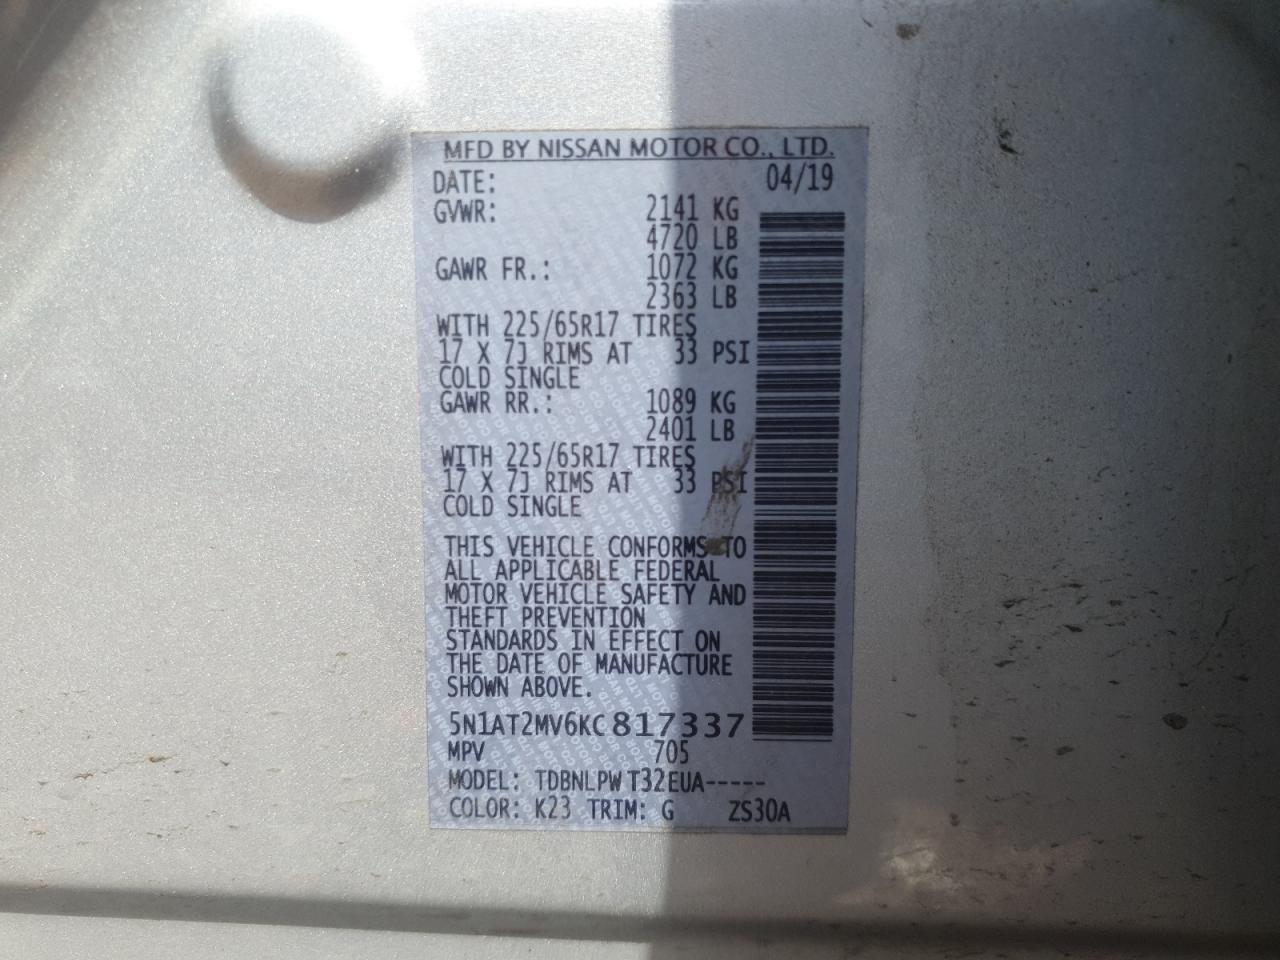 MFD BY NISSAN MOTOR CO., LTD.
DATE: 04/19
GVWR: 2141 KG
4720 LB
GAWR FR.: 1072 KG
2363 LB
WITH 225/65R17 TIRES
17 X 7J RIMS AT 33 PSI
COLD SINGLE
GAWR RR.: 1089 KG
2401 LB
WITH 225/65R17 TIRES
17 X 7J RIMS AT 33 PSI
COLD SINGLE
THIS VEHICLE CONFORMS TO
ALL APPLICABLE FEDERAL
MOTOR VEHICLE SAFETY AND
THEFT PREVENTION
STANDARDS IN EFFECT ON
THE DATE OF MANUFACTURE
SHOWN ABOVE.
5N1AT2MV6KC817337
MPV 705
MODEL: TDBNLPW T32EUA-----
COLOR: K23 TRIM: G ZS30A